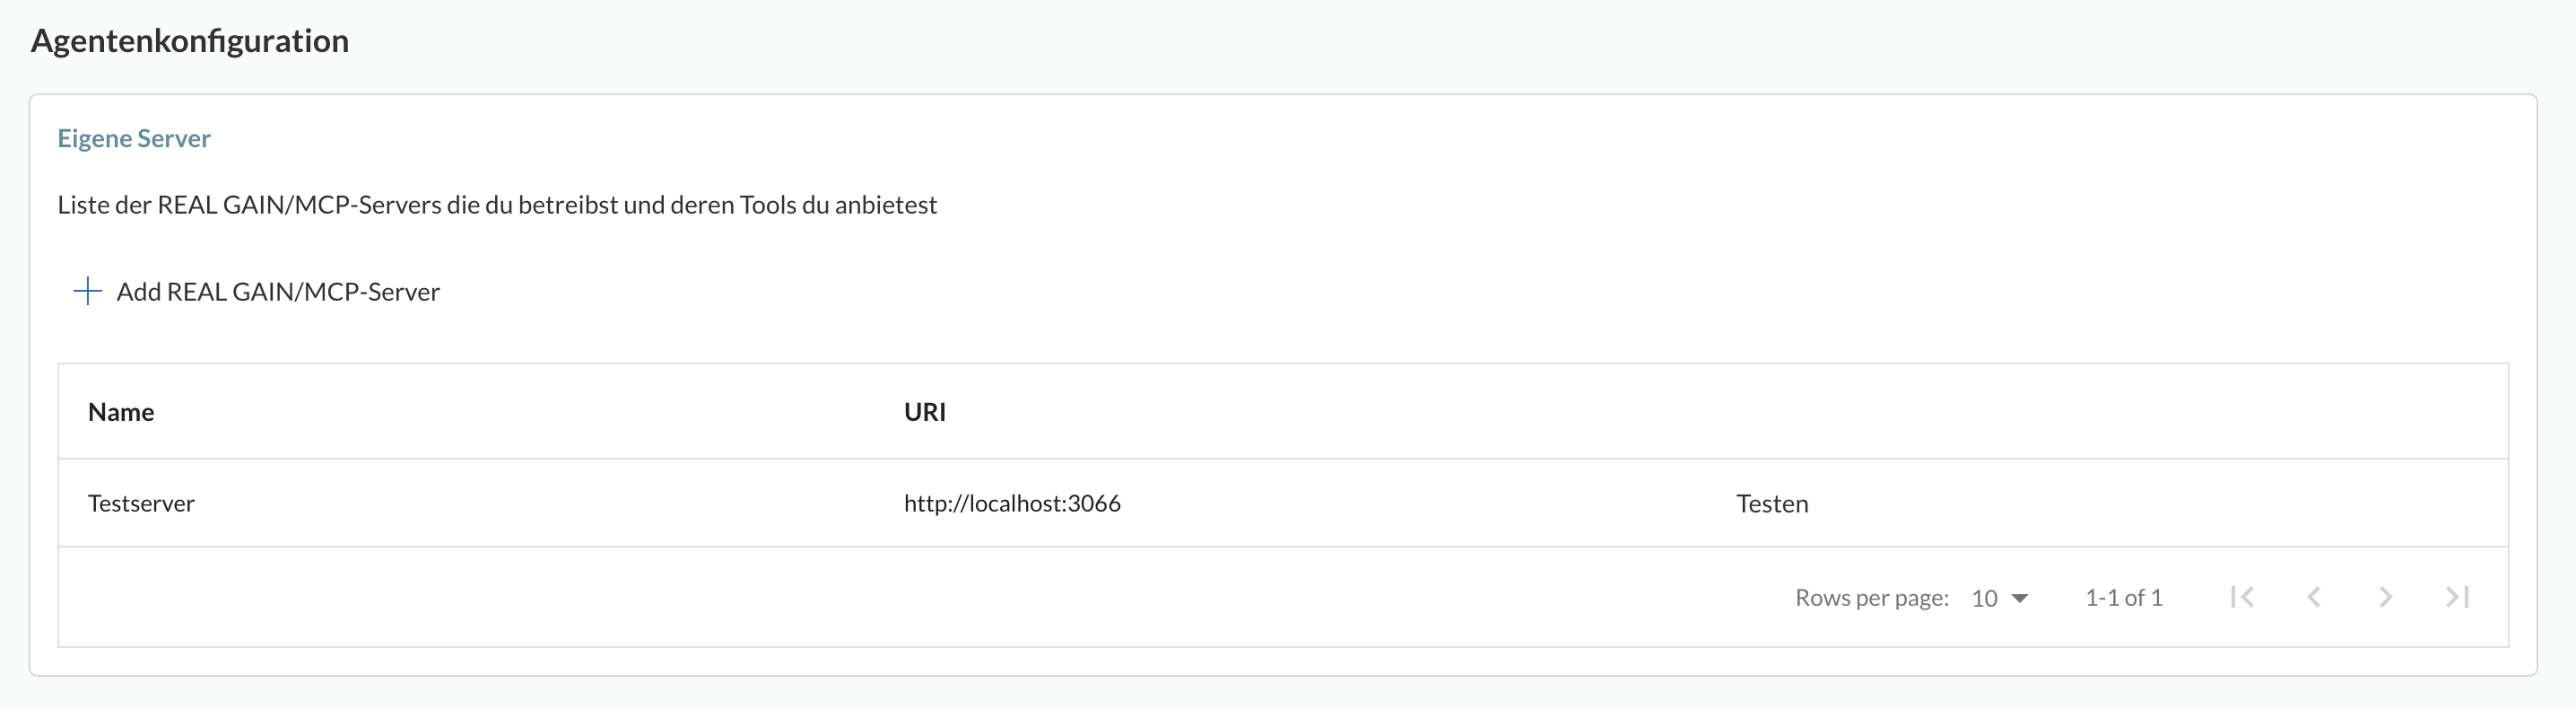 Agentenkonfiguration
Eigene Server
Liste der REAL GAIN/MCP-Servers die du betreibst und deren Tools du anbietest
Add REAL GAIN/MCP-Server
Name URI
Testserver http://localhost:3066 Testen
Rows per page: 10 1-1 of 1